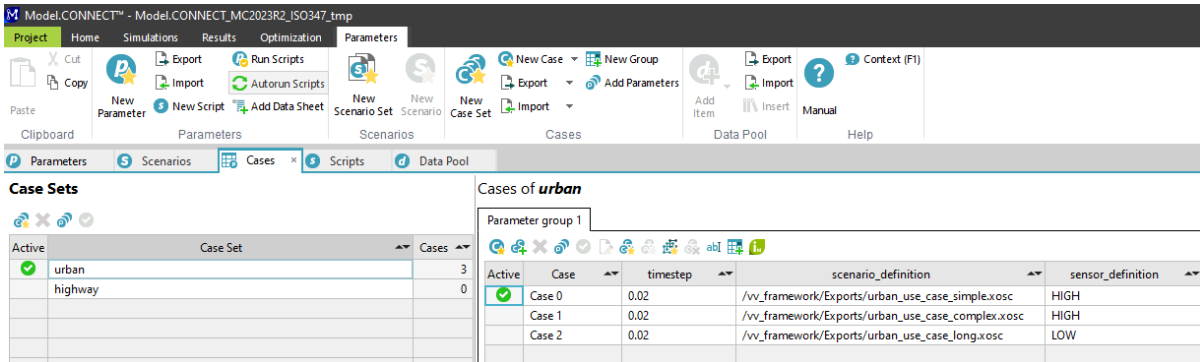 Model.CONNECT™ - Model.CONNECT_MC2023R2_ISO347_tmp
Project Home Simulations Results Optimization Parameters
Cut Export Run Scripts New Case New Group Export Context (F1)
Copy Import Autorun Scripts Export Add Parameters Import
Paste New Parameter New Script Add Data Sheet New Scenario Set New Scenario New Case Set Import Add Item Insert Manual
Clipboard Parameters Scenarios Cases Data Pool Help
Parameters Scenarios Cases × Scripts Data Pool
Case Sets
Active Case Set Cases
urban 3
highway 0
Cases of urban
Parameter group 1
abI
Active Case timestep scenario_definition sensor_definition
Case 0 0.02 /vv_framework/Exports/urban_use_case_simple.xosc HIGH
Case 1 0.02 /vv_framework/Exports/urban_use_case_complex.xosc HIGH
Case 2 0.02 /vv_framework/Exports/urban_use_case_long.xosc LOW